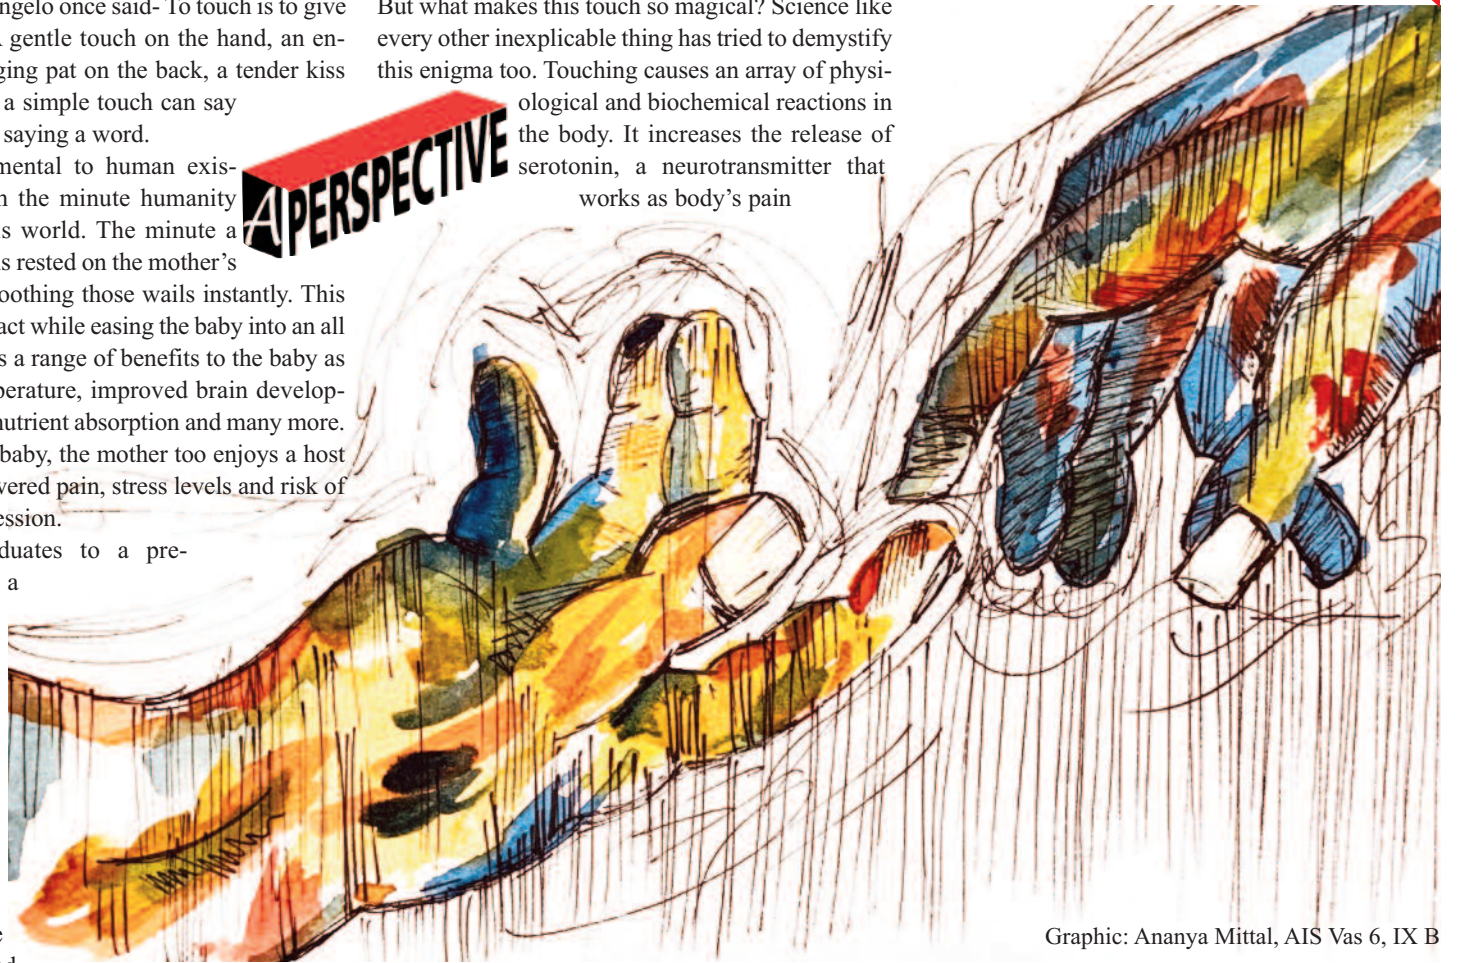 ngelo once said- To touch is to give
gentle touch on the hand, an en-
ging pat on the back, a tender kiss
a simple touch can say
saying a word.
mental to human exis-
the minute humanity
s world. The minute a
s rested on the mother's
oothing those wails instantly. This
act while easing the baby into an all
s a range of benefits to the baby as
perature, improved brain develop-
nutrient absorption and many more.
baby, the mother too enjoys a host
wered pain, stress levels and risk of
ession.
duates to a pre-
a
APERSPECTIVE
But what makes this touch so magical? Science like
every other inexplicable thing has tried to demystify
this enigma too. Touching causes an array of physi-
ological and biochemical reactions in
the body. It increases the release of
serotonin, a neurotransmitter that
works as body's pain
Graphic: Ananya Mittal, AIS Vas 6, IX B